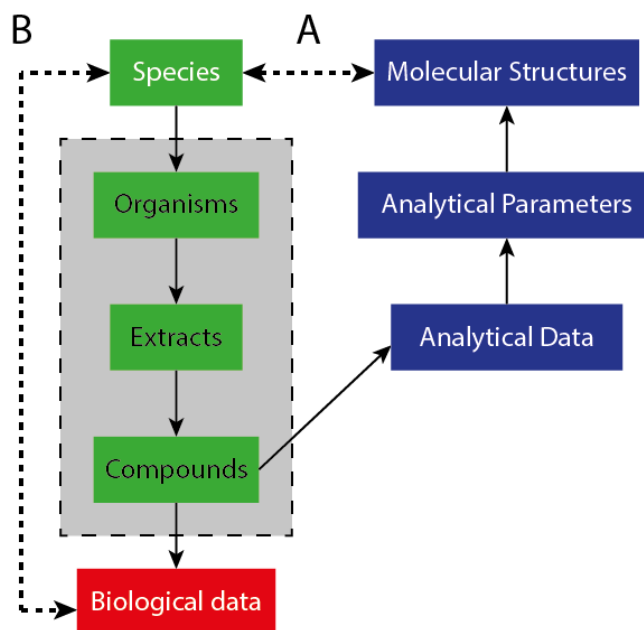 B
A
Species
Molecular Structures
Organisms
Analytical Parameters
Extracts
Analytical Data
Compounds
Biological data